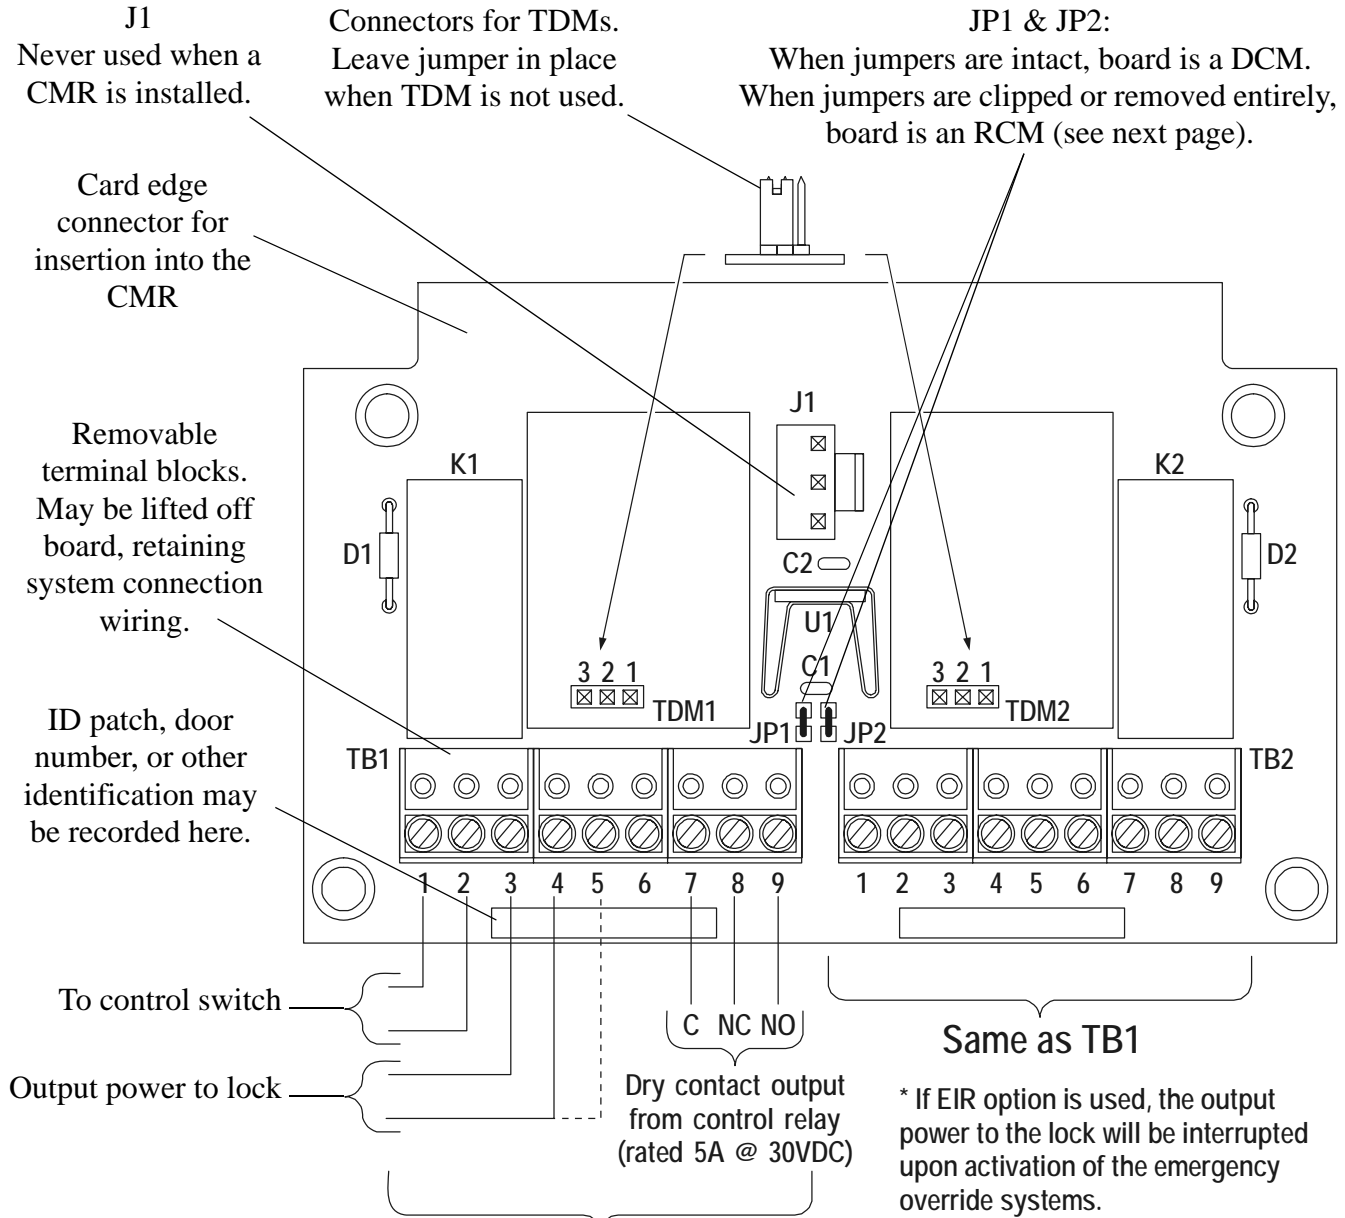 J1
Never used when a
CMR is installed.
Connectors for TDMs.
Leave jumper in place
when TDM is not used.
JP1 & JP2:
When jumpers are intact, board is a DCM.
When jumpers are clipped or removed entirely,
board is an RCM (see next page).
Card edge
connector for
insertion into the
CMR
Removable
terminal blocks.
May be lifted off
board, retaining
system connection
wiring.
ID patch, door
number, or other
identification may
be recorded here.
J1
K1
K2
D1
D2
C2
U1
C1
3 2 1
TDM1
3 2 1
TDM2
JP1
JP2
TB1
TB2
1 2 3 4 5 6 7 8 9
1 2 3 4 5 6 7 8 9
To control switch
Output power to lock
C NC NO
Dry contact output
from control relay
(rated 5A @ 30VDC)
Same as TB1
* If EIR option is used, the output
power to the lock will be interrupted
upon activation of the emergency
override systems.